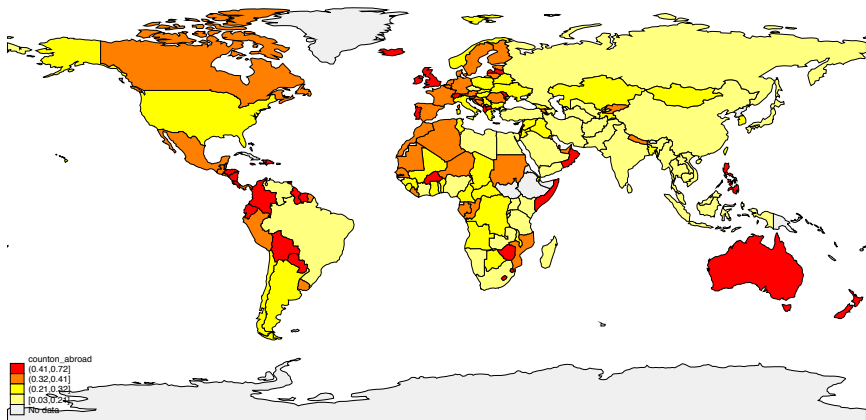 counton_abroad
(0.41,0.72]
(0.32,0.41]
(0.21,0.32]
[0.03,0.21]
No data